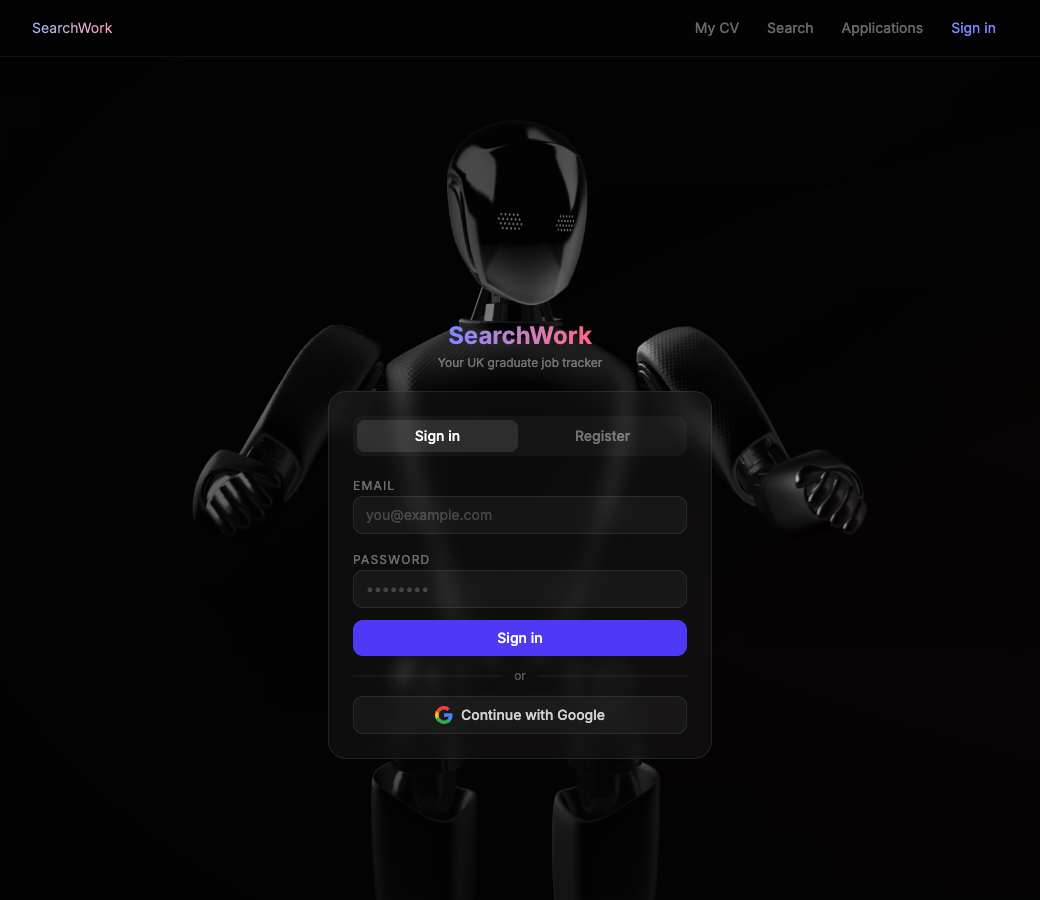 SearchWork
My CV Search Applications Sign in
SearchWork
Your UK graduate job tracker
Sign in Register
EMAIL
you@example.com
PASSWORD
••••••••
Sign in
or
Continue with Google